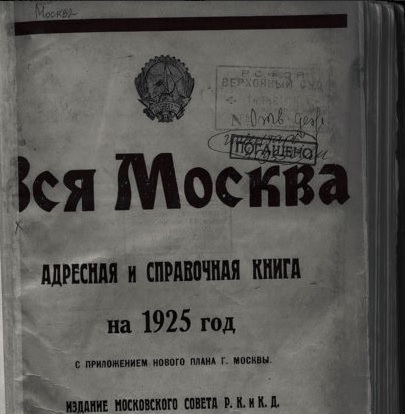 Москва
Р.С.Ф.С.Р
ВЕРХОВНЫЙ СУД
N
ПОГАШЕНО
Вся Москва
АДРЕСНАЯ и СПРАВОЧНАЯ КНИГА
на 1925 год
С ПРИЛОЖЕНИЕМ НОВОГО ПЛАНА Г. МОСКВЫ.
ИЗДАНИЕ МОСКОВСКОГО СОВЕТА Р. К. и К. Д.